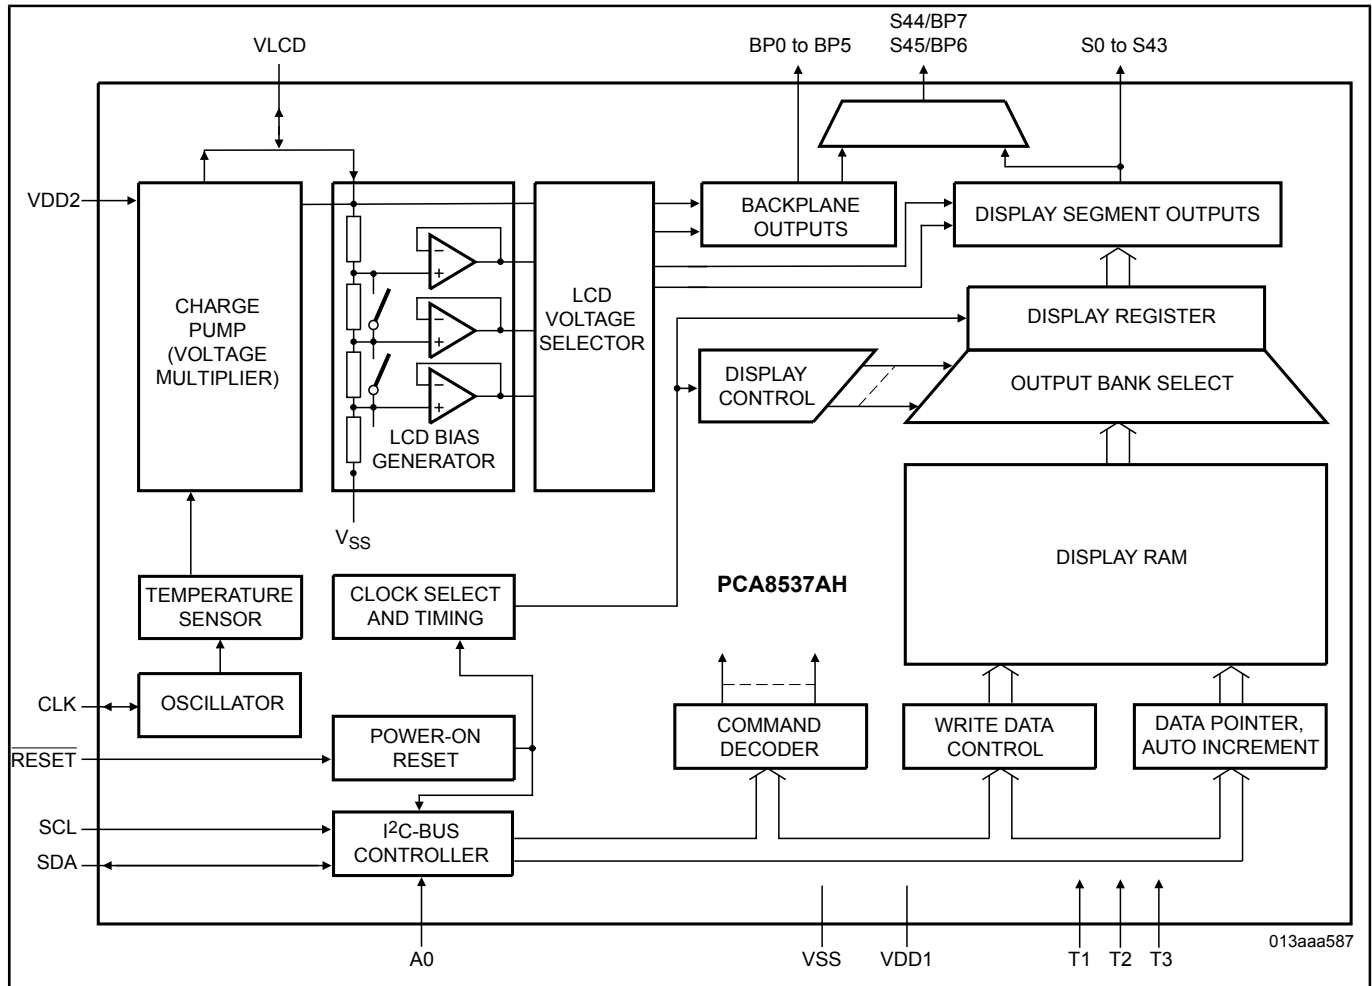 S44/BP7
VLCD
BP0 to BP5
S45/BP6
S0 to S43
VDD2
BACKPLANE
OUTPUTS
DISPLAY SEGMENT OUTPUTS
CHARGE
PUMP
(VOLTAGE
MULTIPLIER)
LCD
VOLTAGE
SELECTOR
DISPLAY REGISTER
DISPLAY
CONTROL
OUTPUT BANK SELECT
LCD BIAS
GENERATOR
VSS
DISPLAY RAM
PCA8537AH
TEMPERATURE
SENSOR
CLOCK SELECT
AND TIMING
CLK
OSCILLATOR
RESET
POWER-ON
RESET
COMMAND
DECODER
WRITE DATA
CONTROL
DATA POINTER,
AUTO INCREMENT
SCL
SDA
I²C-BUS
CONTROLLER
A0
VSS
VDD1
T1
T2
T3
013aaa587